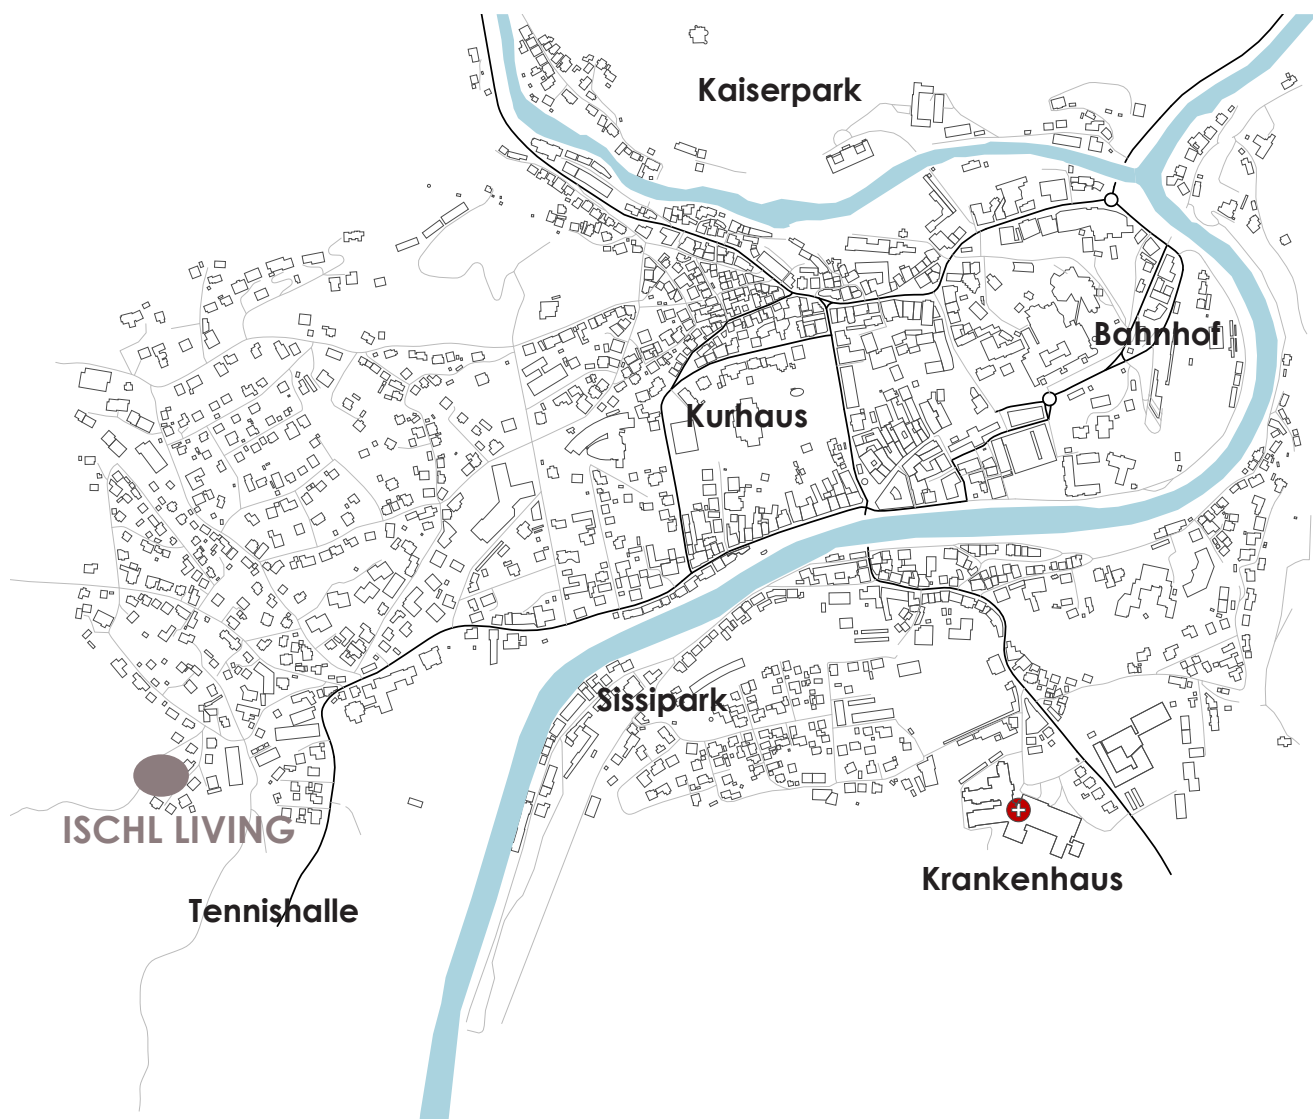 Kaiserpark
Bahnhof
Kurhaus
Sissipark
ISCHL LIVING
Krankenhaus
Tennishalle